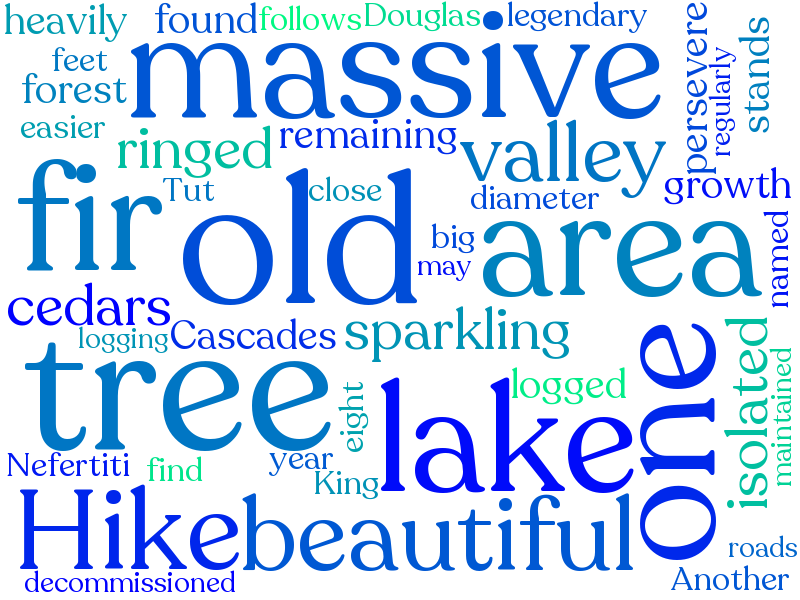 heavily
found
follows
Douglas
legendary
feet
massive
persevere
regularly
stands
forest
easier
ringed
remaining
valley
growth
fir
Tut
close
diameter
old
big
area
named
may
cedars
logging
Cascades
sparkling
one
isolated
maintained
tree
eight
lake
logged
Nefertiti
find
year
King
Hike
beautiful
roads
decommissioned
Another